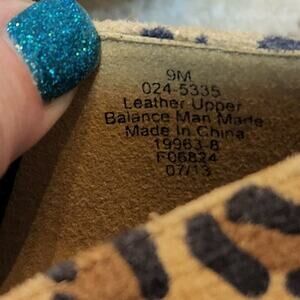 9M
024-5335
Leather Upper
Balance Man Made
Made In China
19963-8
F06824
07/13